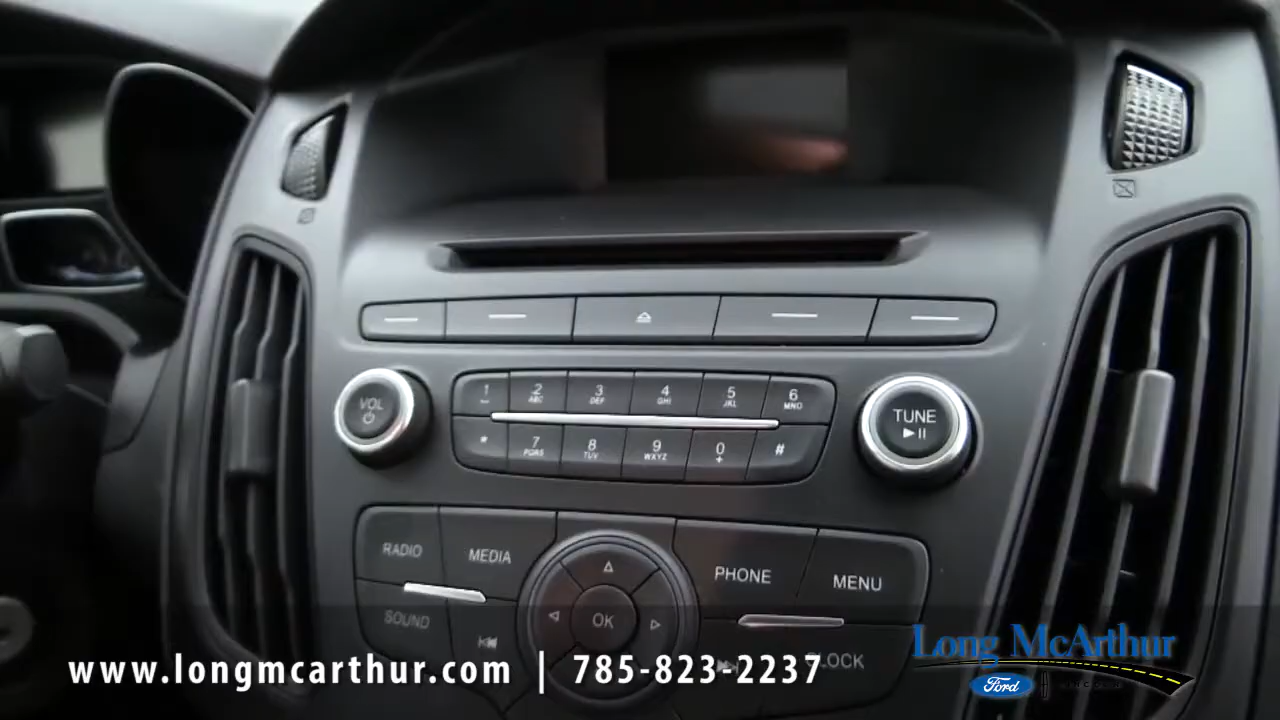 VOL
1 2 ABC 3 DEF 4 GHI 5 JKL 6 MNO
* 7 PQRS 8 TUV 9 WXYZ 0 + #
TUNE
RADIO MEDIA PHONE MENU
SOUND OK CLOCK
www.longmcarthur.com | 785-823-2237
Long McArthur
Ford LINCOLN